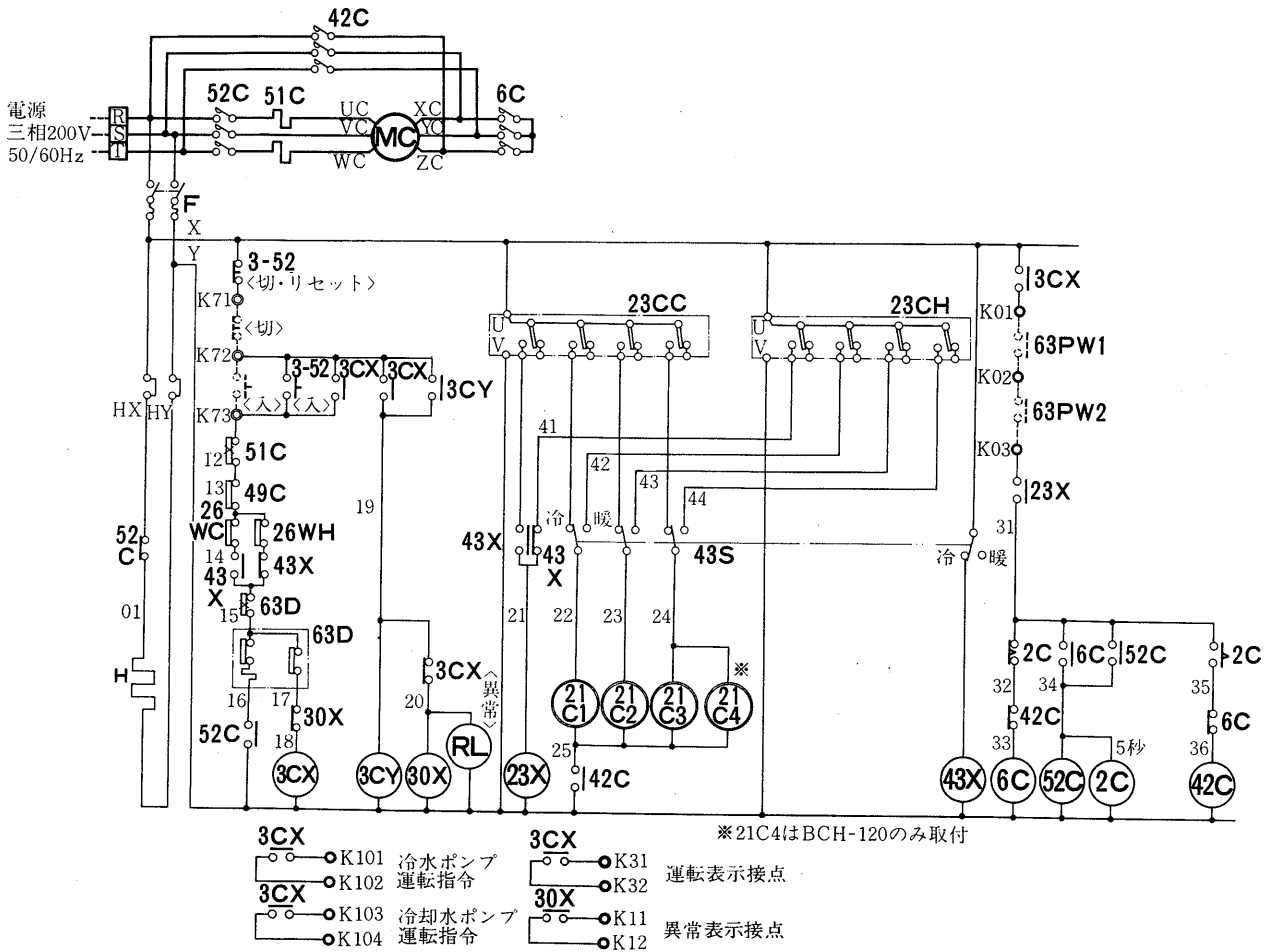 42C
52C
51C
6C
電源
三相200V
50/60Hz
R
S
T
UC
VC
WC
MC
XC
YC
ZC
F
X
Y
3-52
〈切・リセット〉
K71
〈切〉
K72
3-52
3CX
3CX
3CY
〈入〉
〈入〉
K73
23CC
U
V
23CH
U
V
3CX
K01
63PW1
K02
63PW2
K03
23X
31
HX
HY
12
51C
13
49C
26
WC
26WH
14
43
X
43X
15
63D
63D
16
17
52C
30X
18
3CX
52
C
01
H
19
41
42
43
44
冷
暖
43X
43
X
43S
冷
暖
21
22
23
24
3CX
20
〈異常〉
RL
3CY
30X
23X
21
C1
21
C2
21
C3
※
21
C4
25
42C
43X
2C
32
42C
33
6C
6C
34
52C
52C
5秒
2C
2C
35
6C
36
42C
※21C4はBCH-120のみ取付
3CX
K101
K102
冷水ポンプ
運転指令
3CX
K103
K104
冷却水ポンプ
運転指令
3CX
K31
K32
運転表示接点
30X
K11
K12
異常表示接点